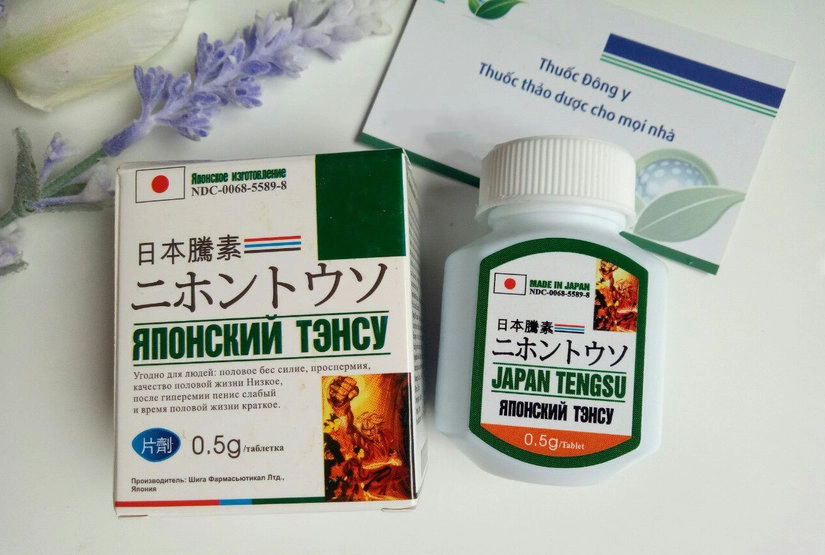 Thuốc Đông y
Thuốc thảo dược cho mọi nhà
Японское изготовление
NDC-0068-5589-8
日本騰素
ニホントウソ
ЯПОНСКИЙ ТЭНСУ
Угодно для людей: половое бес силие, проспермия,
качество половой жизни Низкое,
после гиперемии пенис слабый
и время половой жизни краткое.
片劑
0.5g/таблетка
Производитель: Шига Фармасьютикал Лтд.,
Япония
MADE IN JAPAN
NDC-0068-5589-8
日本騰素
ニホントウソ
JAPAN TENGSU
ЯПОНСКИЙ ТЭНСУ
0.5g/Tablet